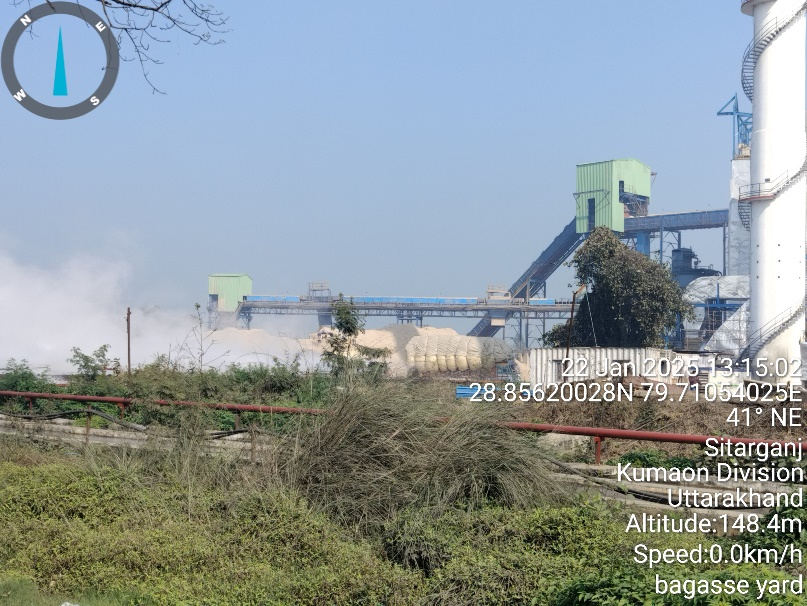 N
E
W
S
22 Jan 2025 13:15:02
28.85620028N 79.71054025E
41° NE
Sitarganj
Kumaon Division
Uttarakhand
Altitude:148.4m
Speed:0.0km/h
bagasse yard